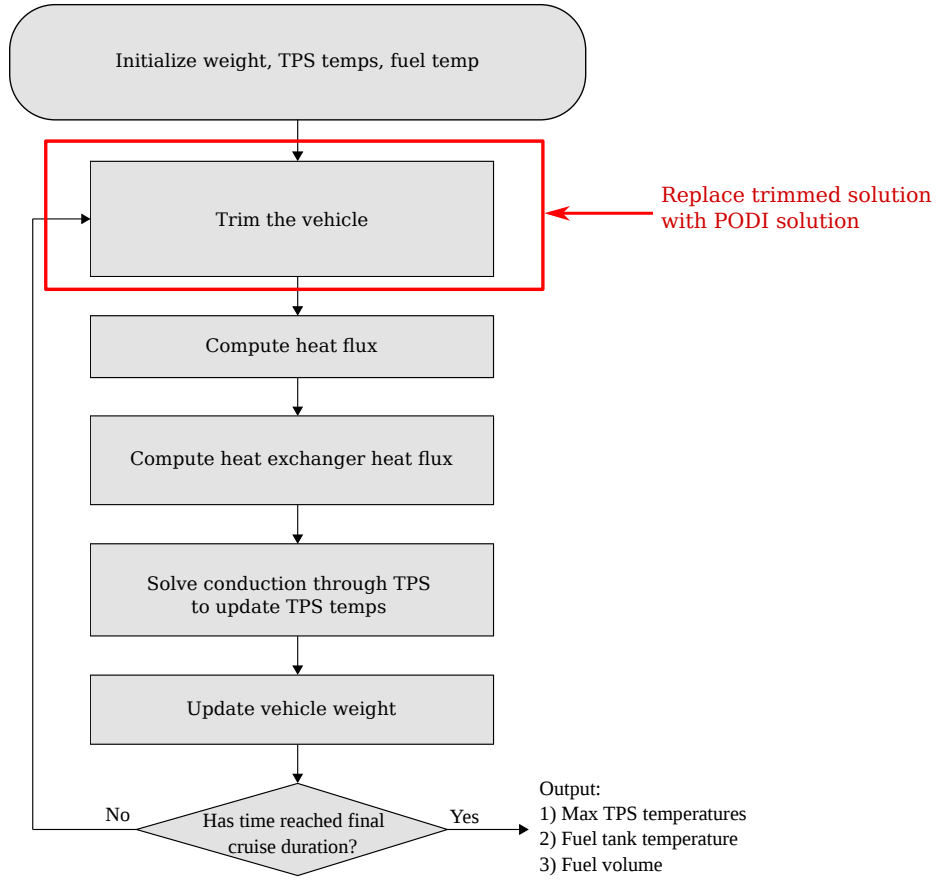 Initialize weight, TPS temps, fuel temp
Trim the vehicle
Replace trimmed solution
with PODI solution
Compute heat flux
Compute heat exchanger heat flux
Solve conduction through TPS
to update TPS temps
Update vehicle weight
Has time reached final
cruise duration?
No
Yes
Output:
1) Max TPS temperatures
2) Fuel tank temperature
3) Fuel volume